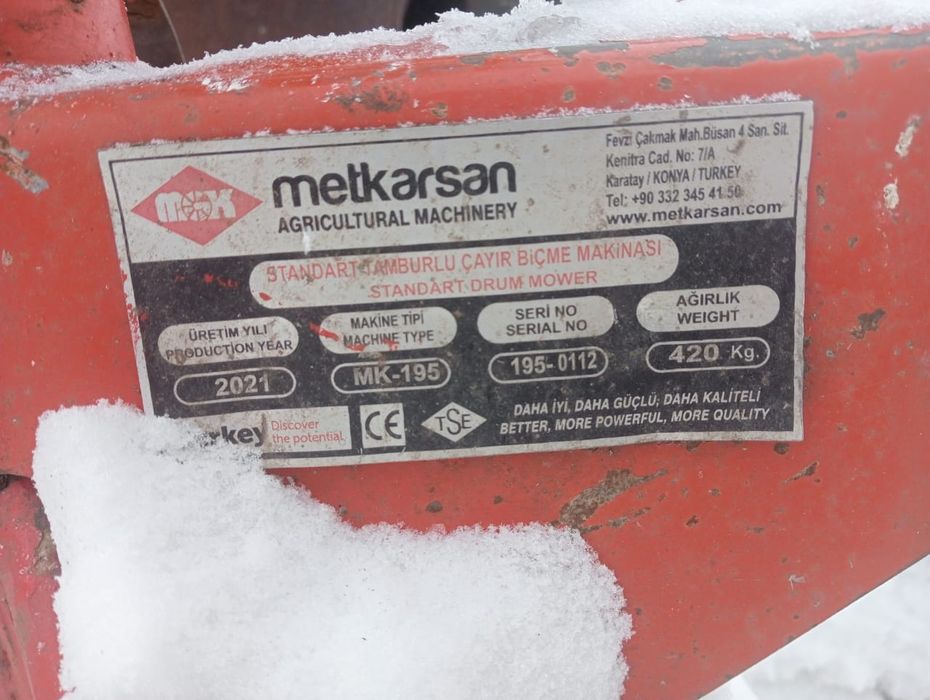 MK
metkarsan
AGRICULTURAL MACHINERY
Fevzi Çakmak Mah.Büsan 4 San. Sit.
Kenitra Cad. No: 7/A
Karatay / KONYA / TURKEY
Tel: +90 332 345 41 50
www.metkarsan.com
STANDART TAMBURLU ÇAYIR BİÇME MAKİNASI
STANDART DRUM MOWER
ÜRETİM YILI
PRODUCTION YEAR
2021
MAKİNE TİPİ
MACHINE TYPE
MK-195
SERİ NO
SERIAL NO
195-0112
AĞIRLIK
WEIGHT
420 Kg.
Discover
the potential
CE
TSE
DAHA İYİ, DAHA GÜÇLÜ, DAHA KALİTELİ
BETTER, MORE POWERFUL, MORE QUALITY